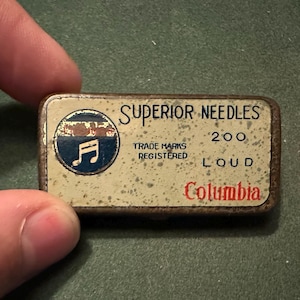 SUPERIOR NEEDLES
200
TRADE MARKS
REGISTERED
LOUD
Columbia